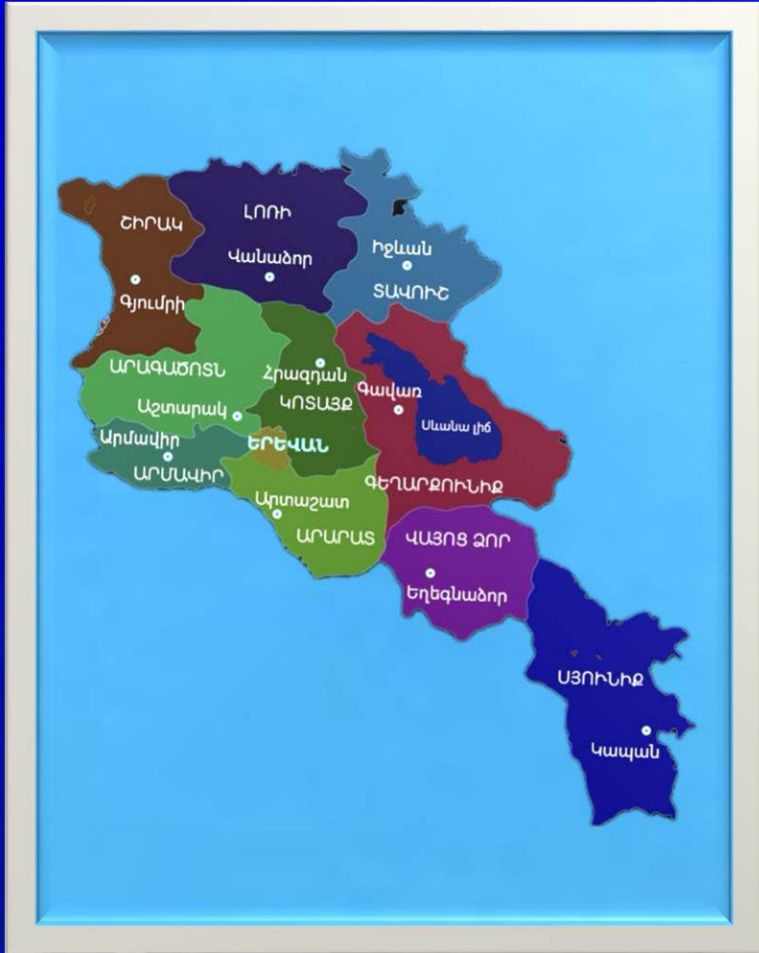 ՇԻՐԱԿ
Գյումրի
ԼՈՌԻ
Վանաձոր
Իջևան
ՏԱՎՈՒՇ
ԱՐԱԳԱԾՈՏՆ
Աշտարակ
Հրազդան
ԿՈՏԱՅՔ
Գավառ
Սևանա լիճ
ԳԵՂԱՐՔՈՒՆԻՔ
Արմավիր
ԱՐՄԱՎԻՐ
ԵՐԵՎԱՆ
Արտաշատ
ԱՐԱՐԱՏ
ՎԱՅՈՑ ՁՈՐ
Եղեգնաձոր
ՍՅՈՒՆԻՔ
Կապան